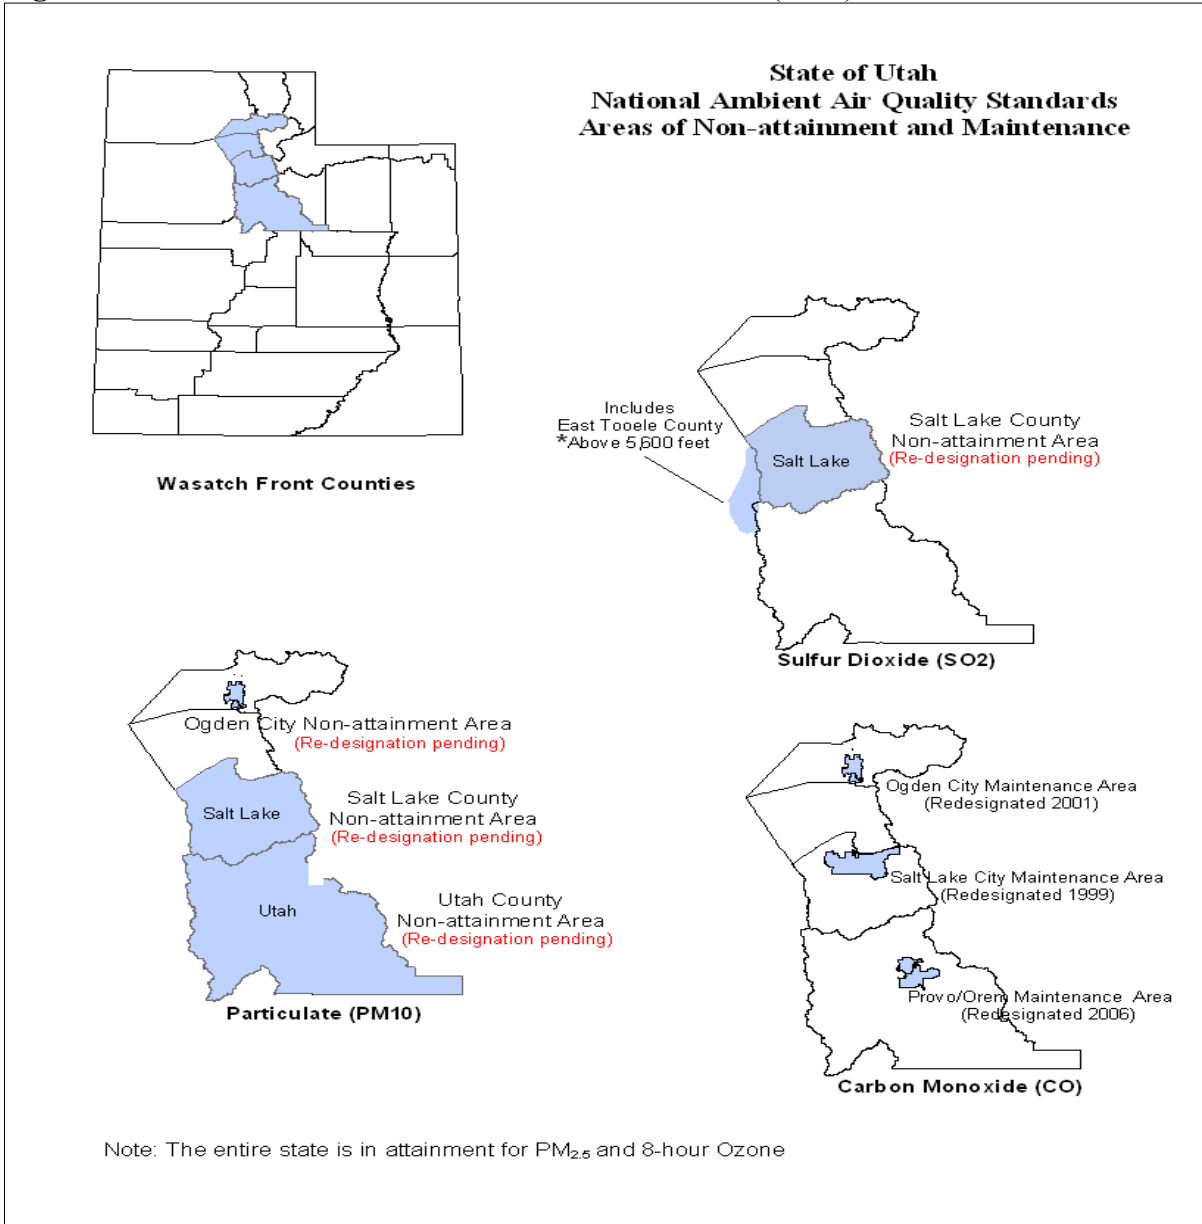 State of Utah
National Ambient Air Quality Standards
Areas of Non-attainment and Maintenance
Wasatch Front Counties
Includes
East Tooele County
*Above 5,600 feet
Salt Lake
Salt Lake County
Non-attainment Area
(Re-designation pending)
Sulfur Dioxide (SO2)
Ogden City Non-attainment Area
(Re-designation pending)
Salt Lake
Salt Lake County
Non-attainment Area
(Re-designation pending)
Utah
Utah County
Non-attainment Area
(Re-designation pending)
Particulate (PM10)
Ogden City Maintenance Area
(Redesignated 2001)
Salt Lake City Maintenance Area
(Redesignated 1999)
Provo/Orem Maintenance Area
(Redesignated 2006)
Carbon Monoxide (CO)
Note: The entire state is in attainment for PM2.5 and 8-hour Ozone